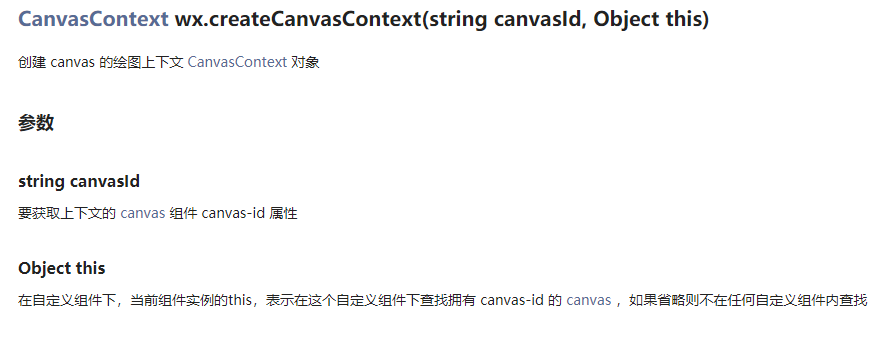 CanvasContext wx.createCanvasContext(string canvasId, Object this)
创建 canvas 的绘图上下文 CanvasContext 对象
参数
string canvasId
要获取上下文的 canvas 组件 canvas-id 属性
Object this
在自定义组件下，当前组件实例的this，表示在这个自定义组件下查找拥有 canvas-id 的 canvas ，如果省略则不在任何自定义组件内查找